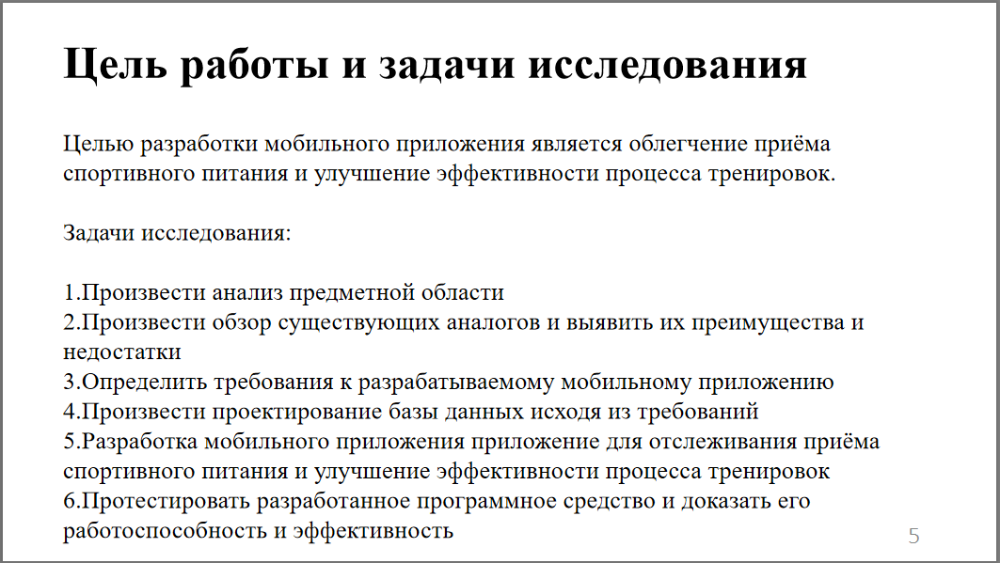 Цель работы и задачи исследования
Целью разработки мобильного приложения является облегчение приёма
спортивного питания и улучшение эффективности процесса тренировок.
Задачи исследования:
1.Произвести анализ предметной области
2.Произвести обзор существующих аналогов и выявить их преимущества и
недостатки
3.Определить требования к разрабатываемому мобильному приложению
4.Произвести проектирование базы данных исходя из требований
5.Разработка мобильного приложения приложение для отслеживания приёма
спортивного питания и улучшение эффективности процесса тренировок
6.Протестировать разработанное программное средство и доказать его
работоспособность и эффективность
5